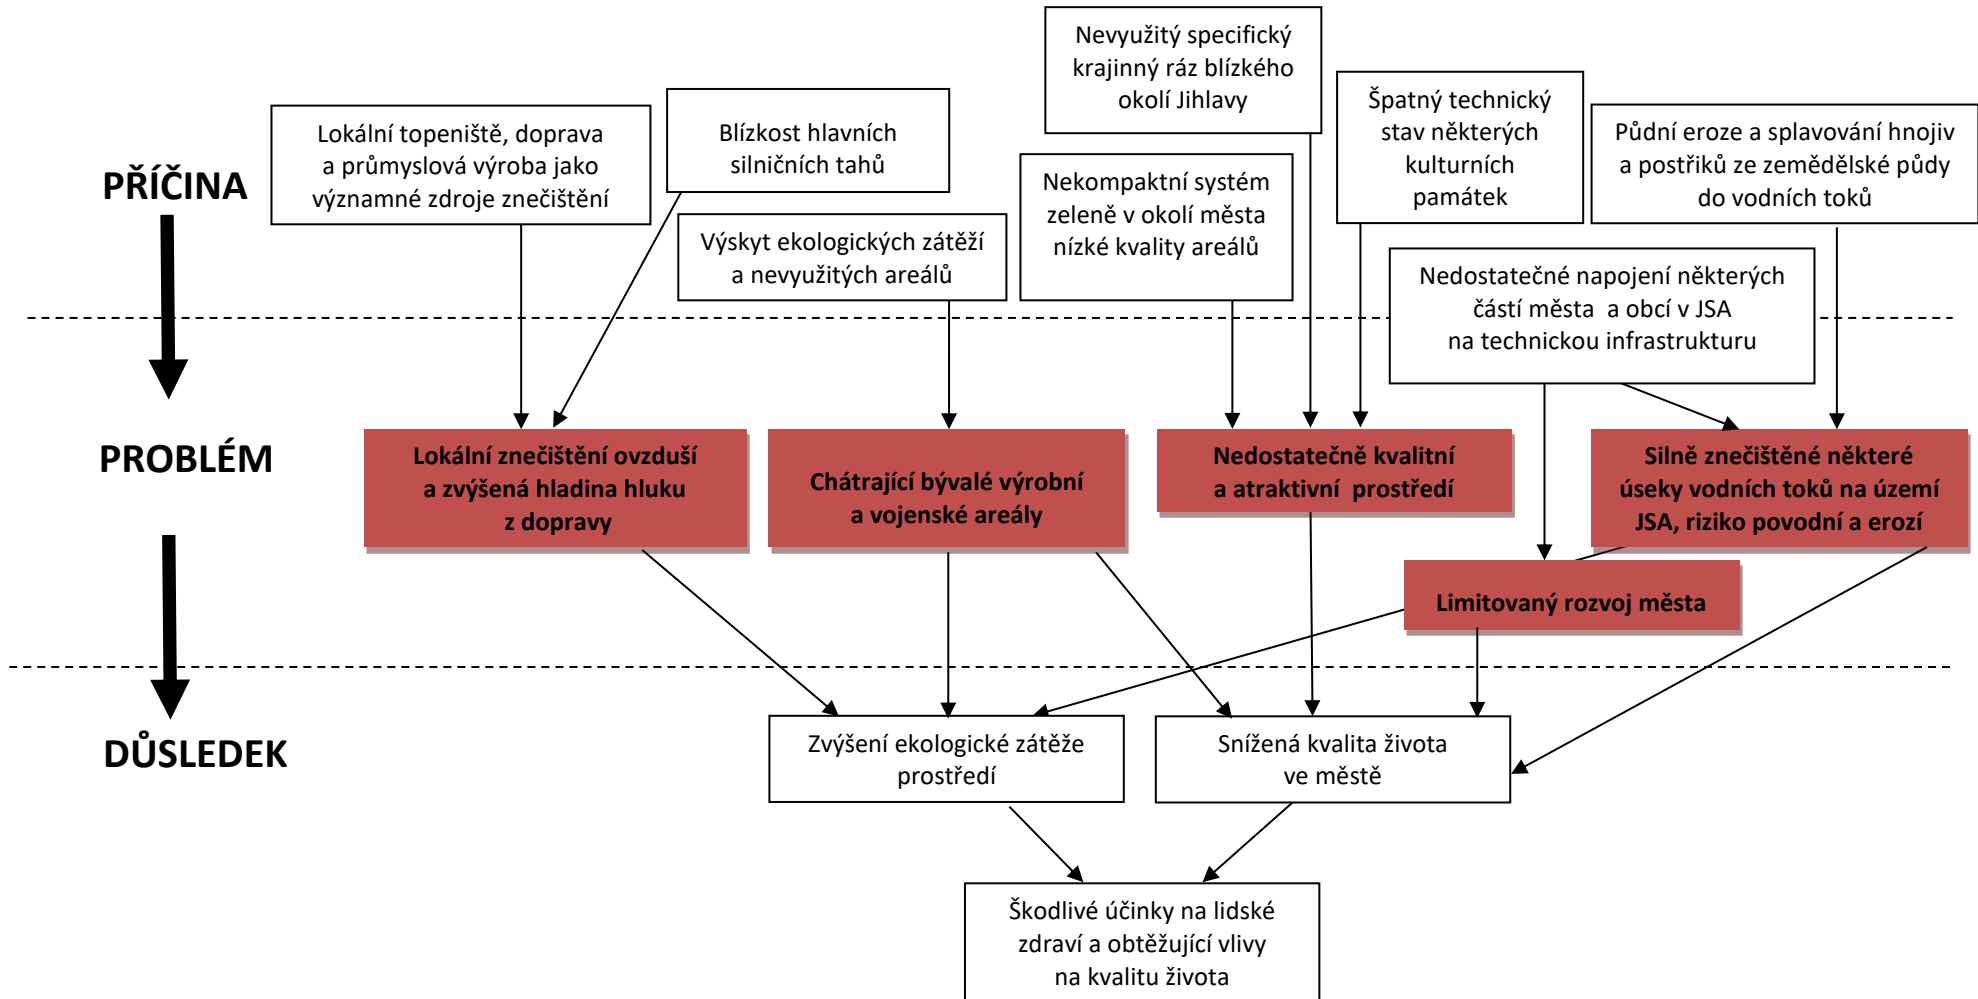 Nevyužitý specifický
krajinný ráz blízkého
okolí Jihlavy
Lokální topeniště, doprava
a průmyslová výroba jako
významné zdroje znečištění
Blízkost hlavních
silničních tahů
Špatný technický
stav některých
kulturních
památek
Půdní eroze a splavování hnojiv
a postřiků ze zemědělské půdy
do vodních toků
PŘÍČINA
Nekompaktní systém
zeleně v okolí města
nízké kvality areálů
Výskyt ekologických zátěží
a nevyužitých areálů
Nedostatečné napojení některých
částí města  a obcí v JSA
na technickou infrastrukturu
PROBLÉM
Lokální znečištění ovzduší
a zvýšená hladina hluku
z dopravy
Chátrající bývalé výrobní
a vojenské areály
Nedostatečně kvalitní
a atraktivní  prostředí
Silně znečištěné některé
úseky vodních toků na území
JSA, riziko povodní a erozí
Limitovaný rozvoj města
DŮSLEDEK
Zvýšení ekologické zátěže
prostředí
Snížená kvalita života
ve městě
Škodlivé účinky na lidské
zdraví a obtěžující vlivy
na kvalitu života